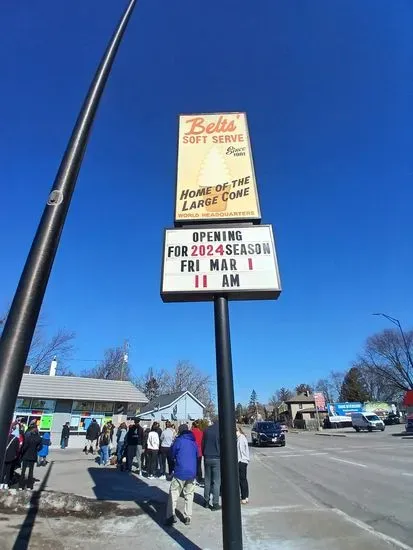 Belts'
SOFT SERVE
Since
1981
HOME OF THE
LARGE CONE
WORLD HEADQUARTERS
OPENING
FOR 2024 SEASON
FRI MAR 1
11 AM